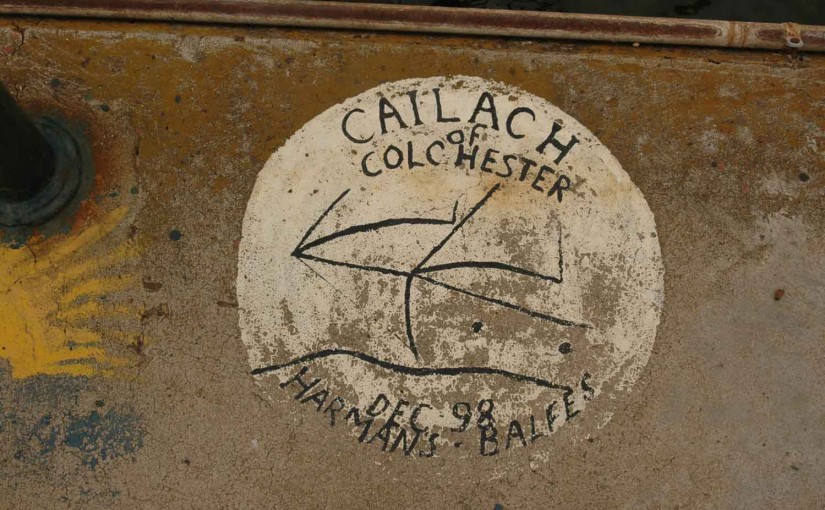 CAILACH
OF
COLCHESTER
DEC 98
HARMANS - BALFES